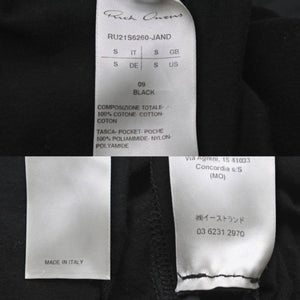 Rick Owens
RU21S6260-JAND
S IT S GB
S DE S US
09
BLACK
COMPOSIZIONE TOTALE-
100% COTONE- COTTON-
COTON
TASCA- POCKET- POCHE
100% POLIAMMIDE- NYLON-
POLYAMIDE
MADE IN ITALY
Via Agnini, 15 41033
Concordia s/S
(MO)
㈱イーストランド
03 6231 2970